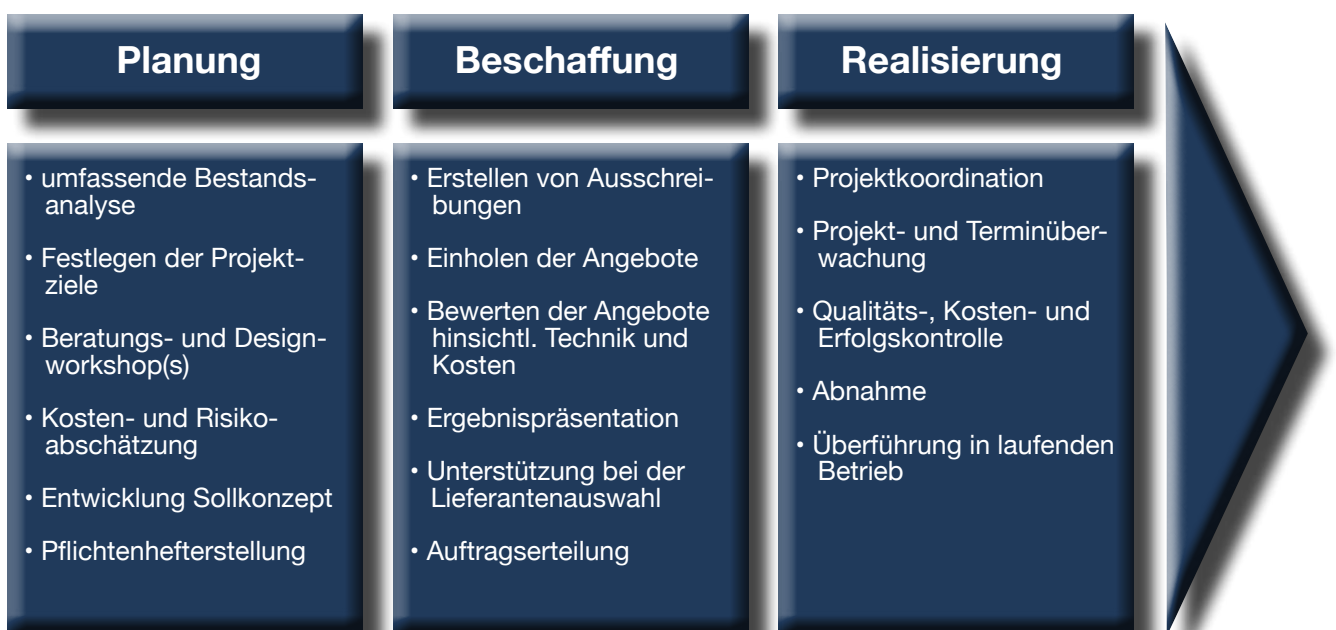 Planung
• umfassende Bestands-
analyse
• Festlegen der Projekt-
ziele
• Beratungs- und Design-
workshop(s)
• Kosten- und Risiko-
abschätzung
• Entwicklung Sollkonzept
• Pflichtenhefterstellung
Beschaffung
• Erstellen von Ausschrei-
bungen
• Einholen der Angebote
• Bewerten der Angebote
hinsichtl. Technik und
Kosten
• Ergebnispräsentation
• Unterstützung bei der
Lieferantenauswahl
• Auftragserteilung
Realisierung
• Projektkoordination
• Projekt- und Terminüber-
wachung
• Qualitäts-, Kosten- und
Erfolgskontrolle
• Abnahme
• Überführung in laufenden
Betrieb